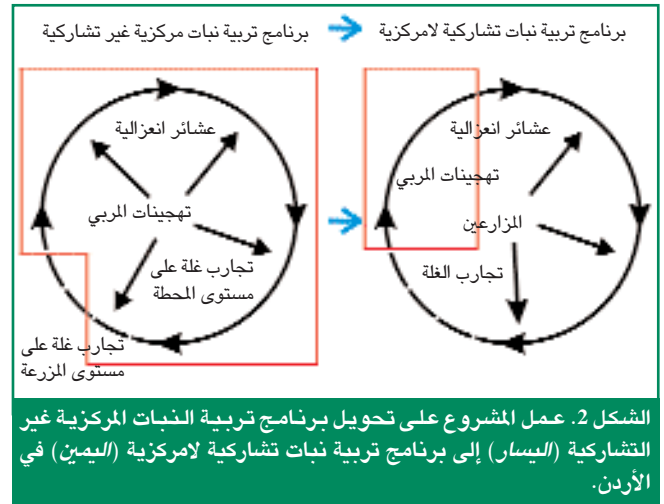 برنامج تربية نبات مركزية غير تشاركية
برنامج تربية نبات تشاركية لامركزية
عشائر انعزالية
تهجينات المربي
تجارب غلة على
مستوى المحطة
تجارب غلة على
مستوى المزرعة
عشائر انعزالية
تهجينات المربي
المزارعين
تجارب الغلة
الشكل 2. عمل المشروع على تحويل برنامج تربية النبات المركزية غير
التشاركية (اليسار) إلى برنامج تربية نبات تشاركية لامركزية (اليمين) في
الأردن.